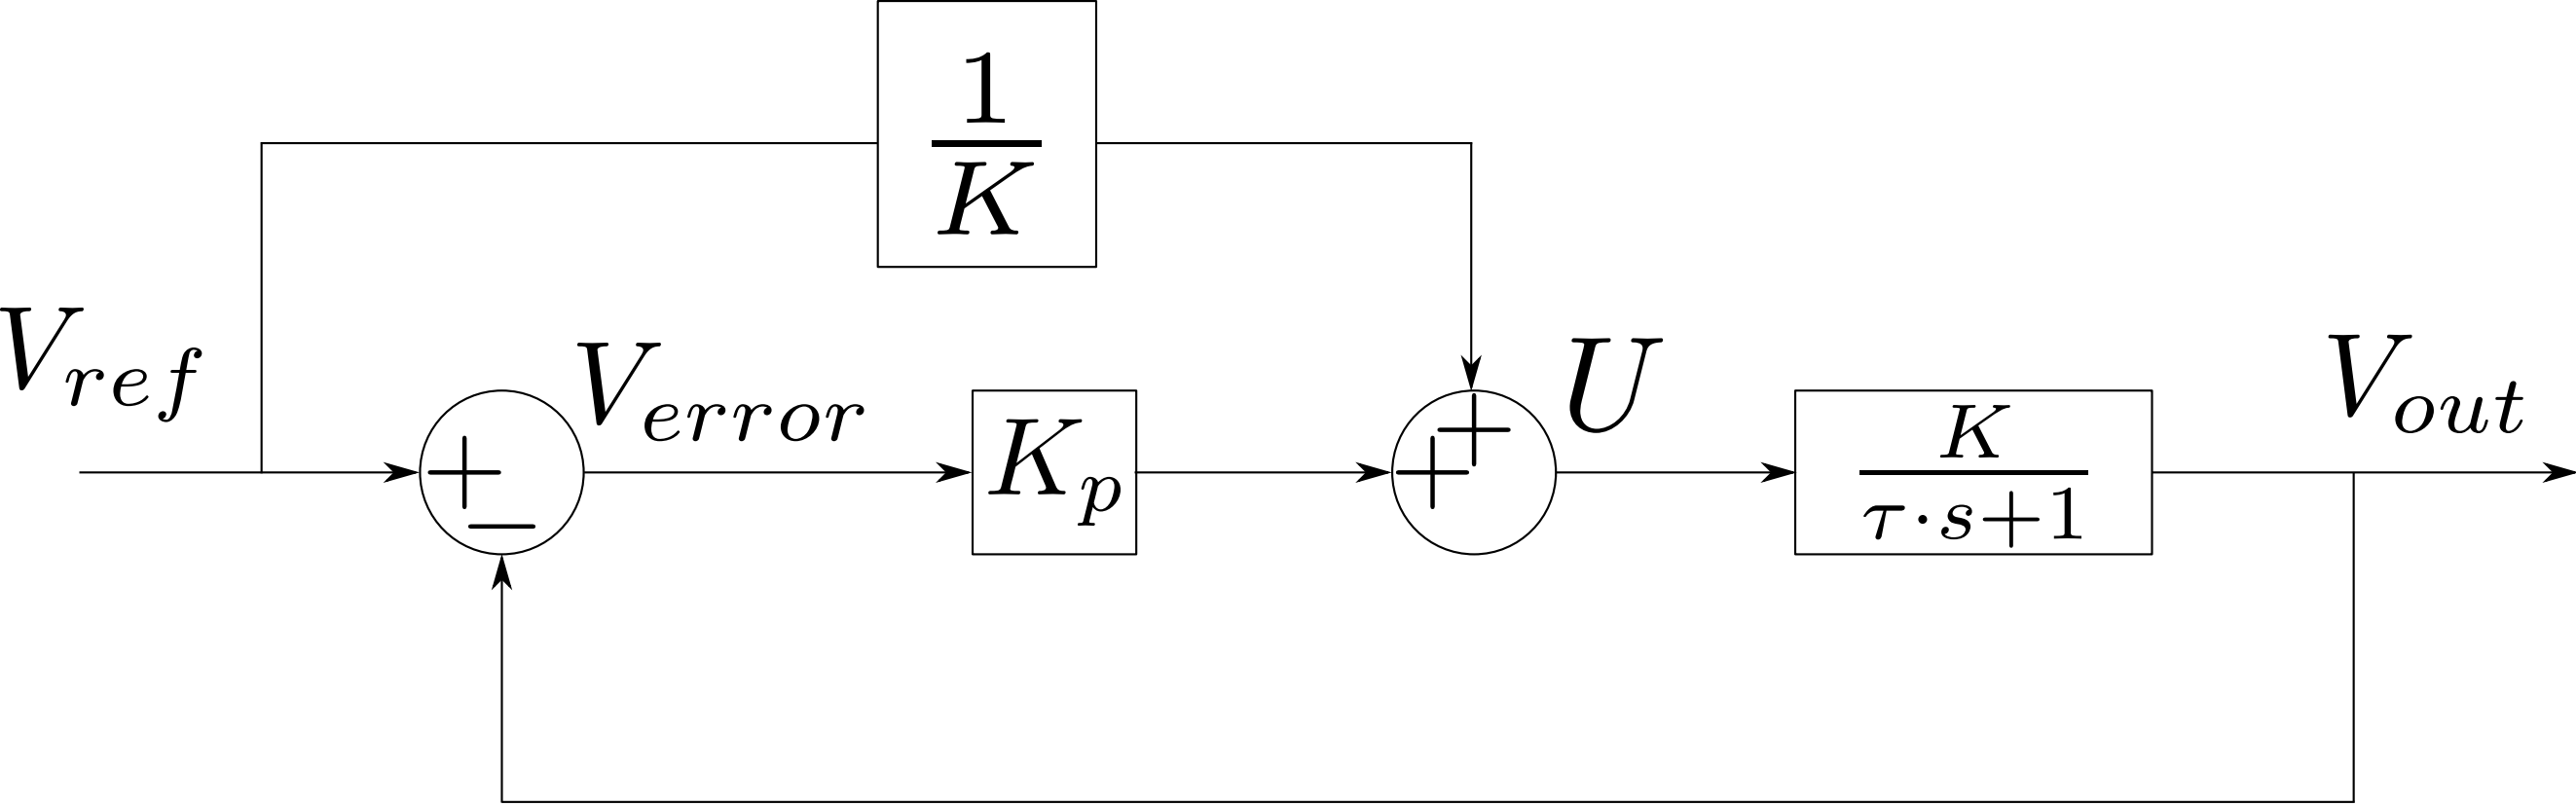 1
K
V_ref
V_error
K_p
U
K
τ·s+1
V_out
+
−
+
+